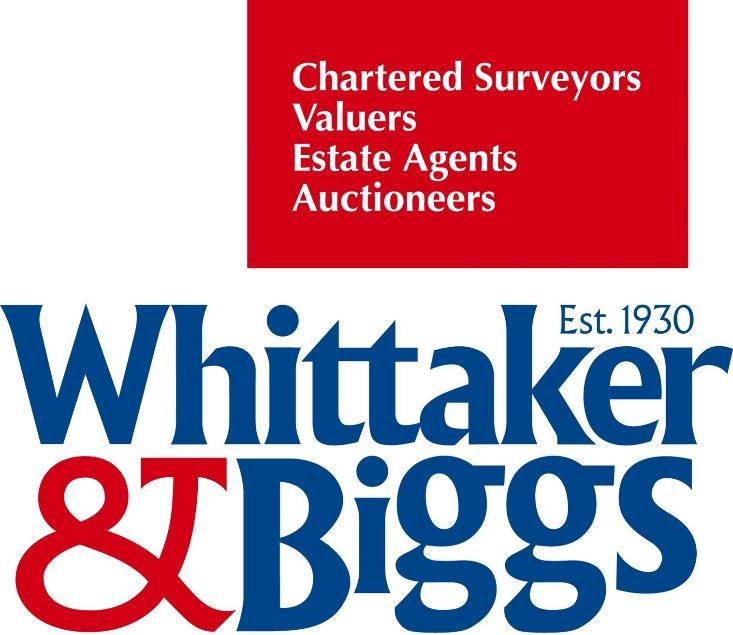 Chartered Surveyors
Valuers
Estate Agents
Auctioneers
Est. 1930
Whittaker
& Biggs